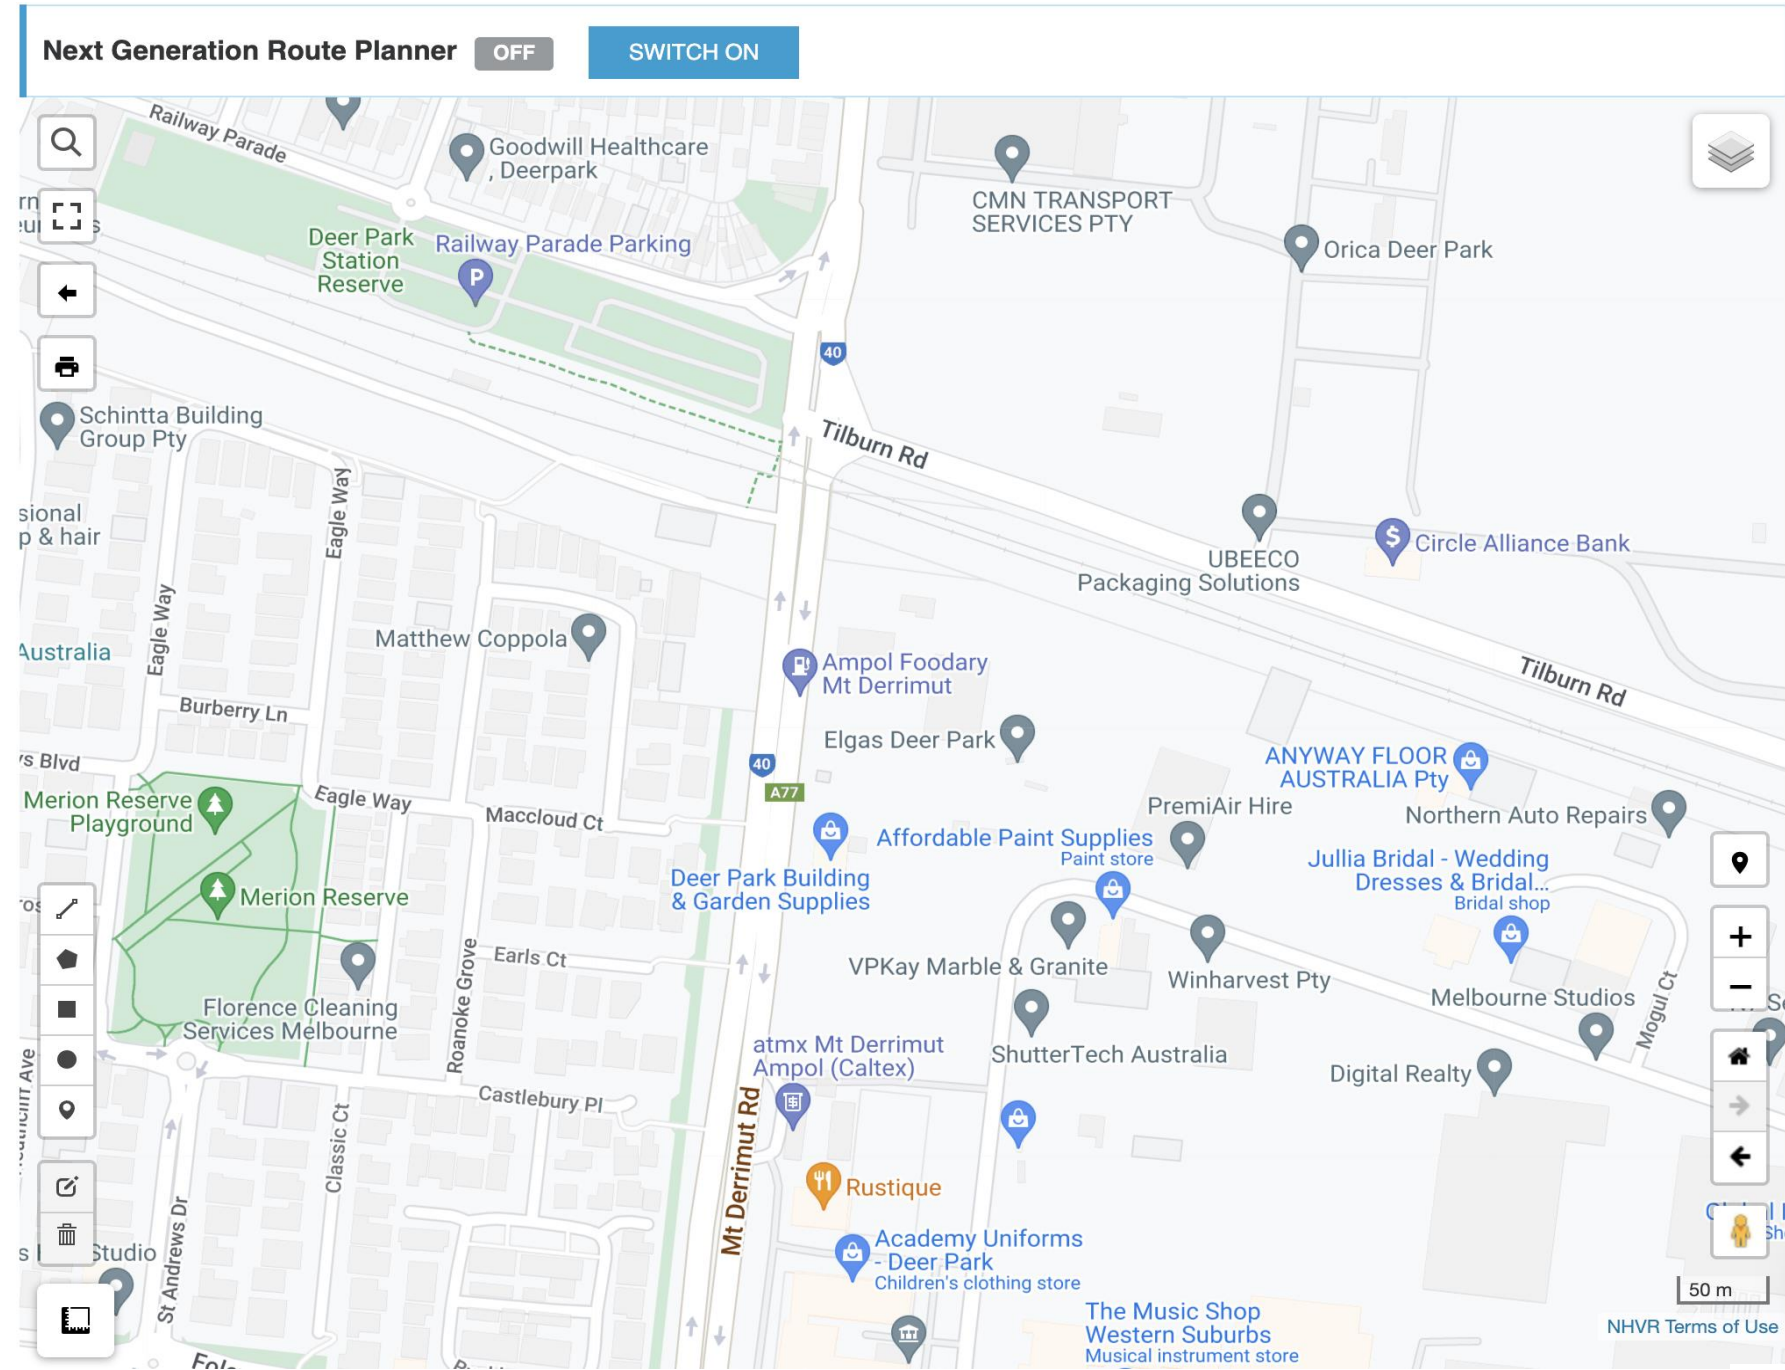 Next Generation Route Planner
OFF
SWITCH ON
Railway Parade
Goodwill Healthcare
, Deerpark
CMN TRANSPORT
SERVICES PTY
Deer Park
Station
Reserve
Railway Parade Parking
P
Orica Deer Park
40
Schintta Building
Group Pty
Tilburn Rd
Eagle Way
sional
p & hair
UBEECO
Packaging Solutions
$
Circle Alliance Bank
Eagle Way
Matthew Coppola
Australia
Ampol Foodary
Mt Derrimut
Tilburn Rd
Burberry Ln
Elgas Deer Park
ys Blvd
40
A77
ANYWAY FLOOR
AUSTRALIA Pty
Merion Reserve
Playground
Eagle Way
Maccloud Ct
PremiAir Hire
Northern Auto Repairs
Affordable Paint Supplies
Paint store
Deer Park Building
& Garden Supplies
Jullia Bridal - Wedding
Dresses & Bridal...
Bridal shop
Merion Reserve
Earls Ct
Roanoke Grove
VPKay Marble & Granite
Winharvest Pty
Melbourne Studios
Mogul Ct
Florence Cleaning
Services Melbourne
atmx Mt Derrimut
Ampol (Caltex)
ShutterTech Australia
Digital Realty
Castlebury Pl
Classic Ct
Mt Derrimut Rd
Rustique
St Andrews Dr
Studio
Academy Uniforms
- Deer Park
Children's clothing store
The Music Shop
Western Suburbs
Musical instrument store
50 m
NHVR Terms of Use